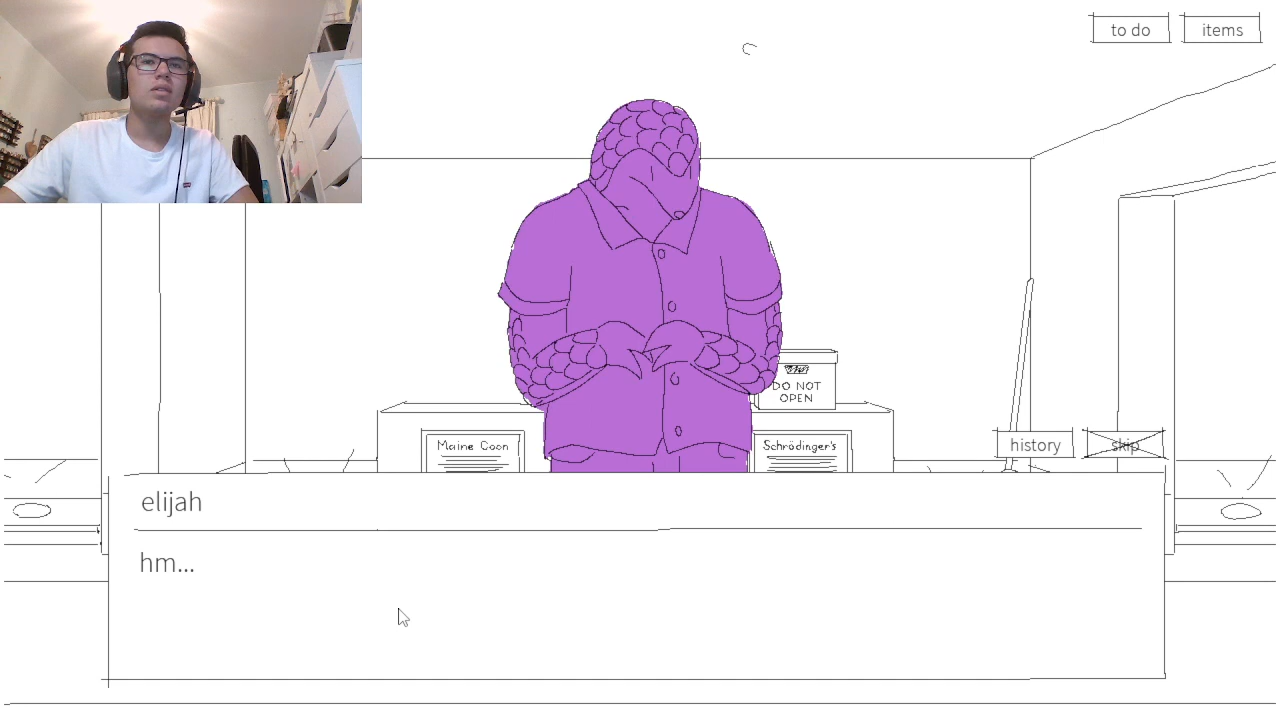 to do
items
DO NOT
OPEN
Maine Coon
Schrödinger's
history
skip
elijah
hm...